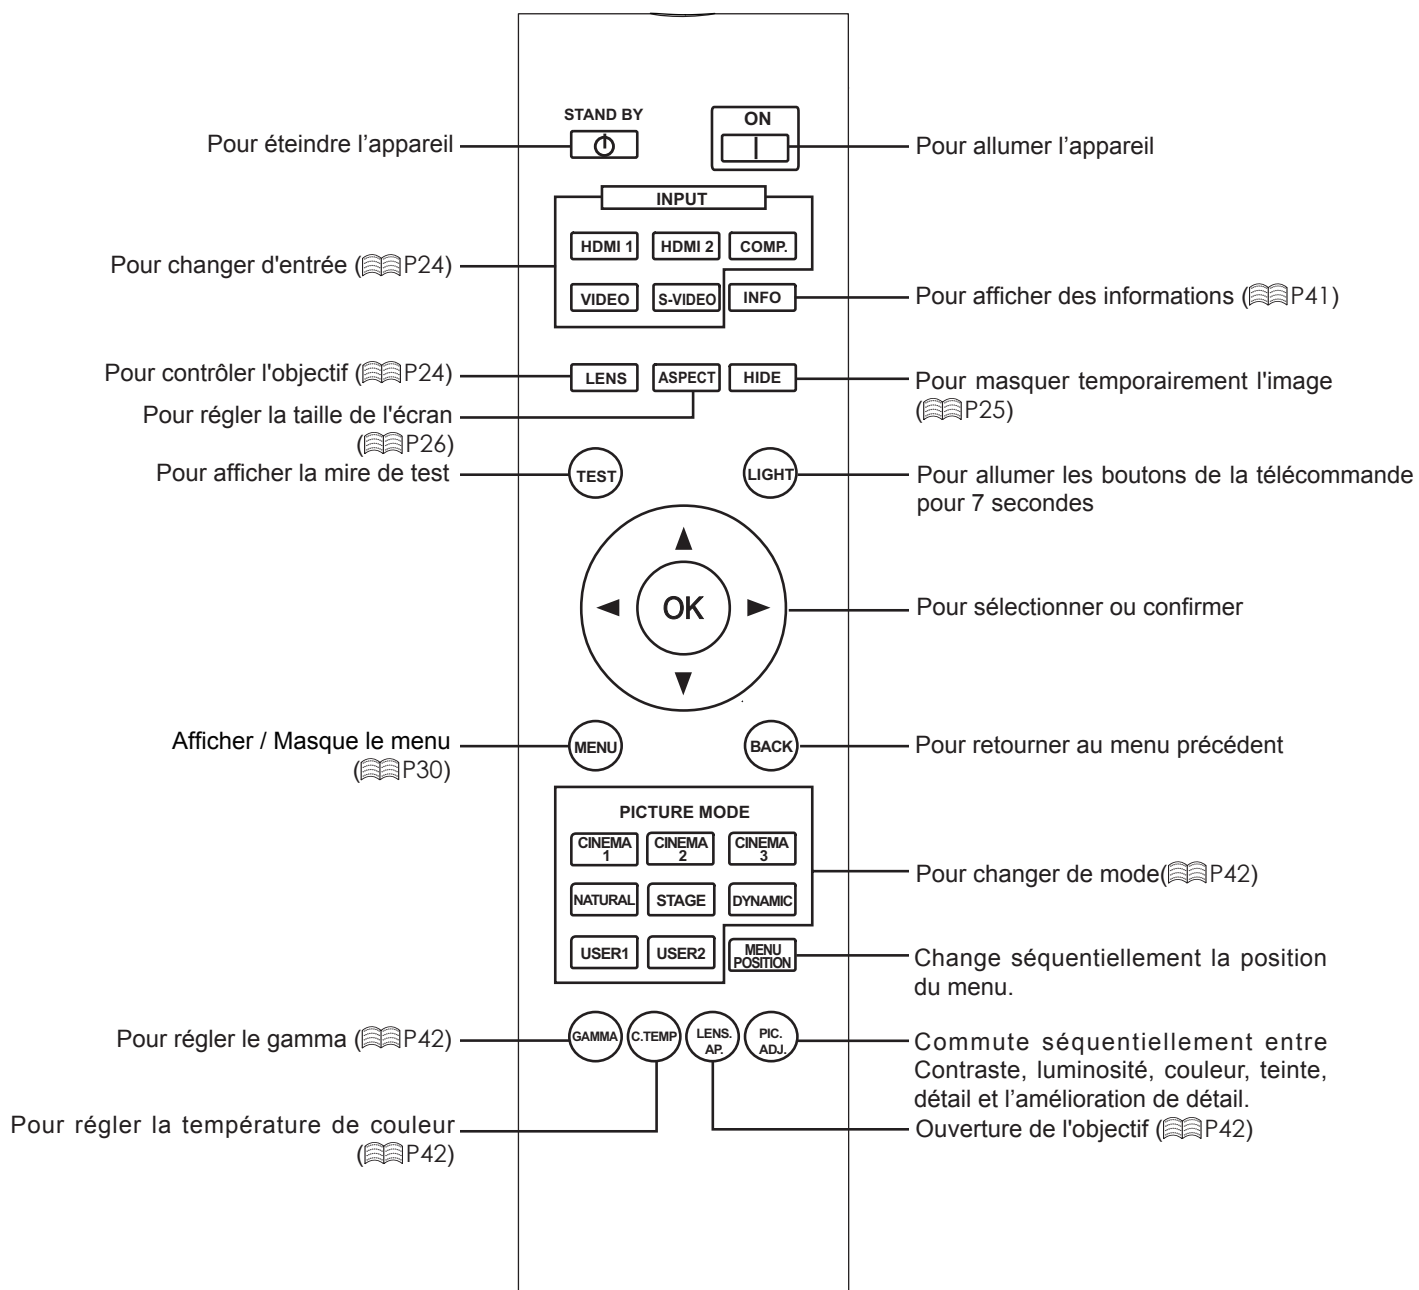 STAND BY
ON
Pour éteindre l’appareil
Pour allumer l’appareil
INPUT
HDMI 1
HDMI 2
COMP.
Pour changer d'entrée (P24)
VIDEO
S-VIDEO
INFO
Pour afficher des informations (P41)
Pour contrôler l'objectif (P24)
LENS
ASPECT
HIDE
Pour masquer temporairement l'image
(P25)
Pour régler la taille de l'écran
(P26)
Pour afficher la mire de test
TEST
LIGHT
Pour allumer les boutons de la télécommande
pour 7 secondes
OK
Pour sélectionner ou confirmer
Afficher / Masque le menu
(P30)
MENU
BACK
Pour retourner au menu précédent
PICTURE MODE
CINEMA
1
CINEMA
2
CINEMA
3
Pour changer de mode(P42)
NATURAL
STAGE
DYNAMIC
USER1
USER2
MENU
POSITION
Change séquentiellement la position
du menu.
Pour régler le gamma (P42)
GAMMA
C.TEMP
LENS.
AP.
PIC.
ADJ.
Commute séquentiellement entre
Contraste, luminosité, couleur, teinte,
détail et l’amélioration de détail.
Pour régler la température de couleur
(P42)
Ouverture de l'objectif (P42)